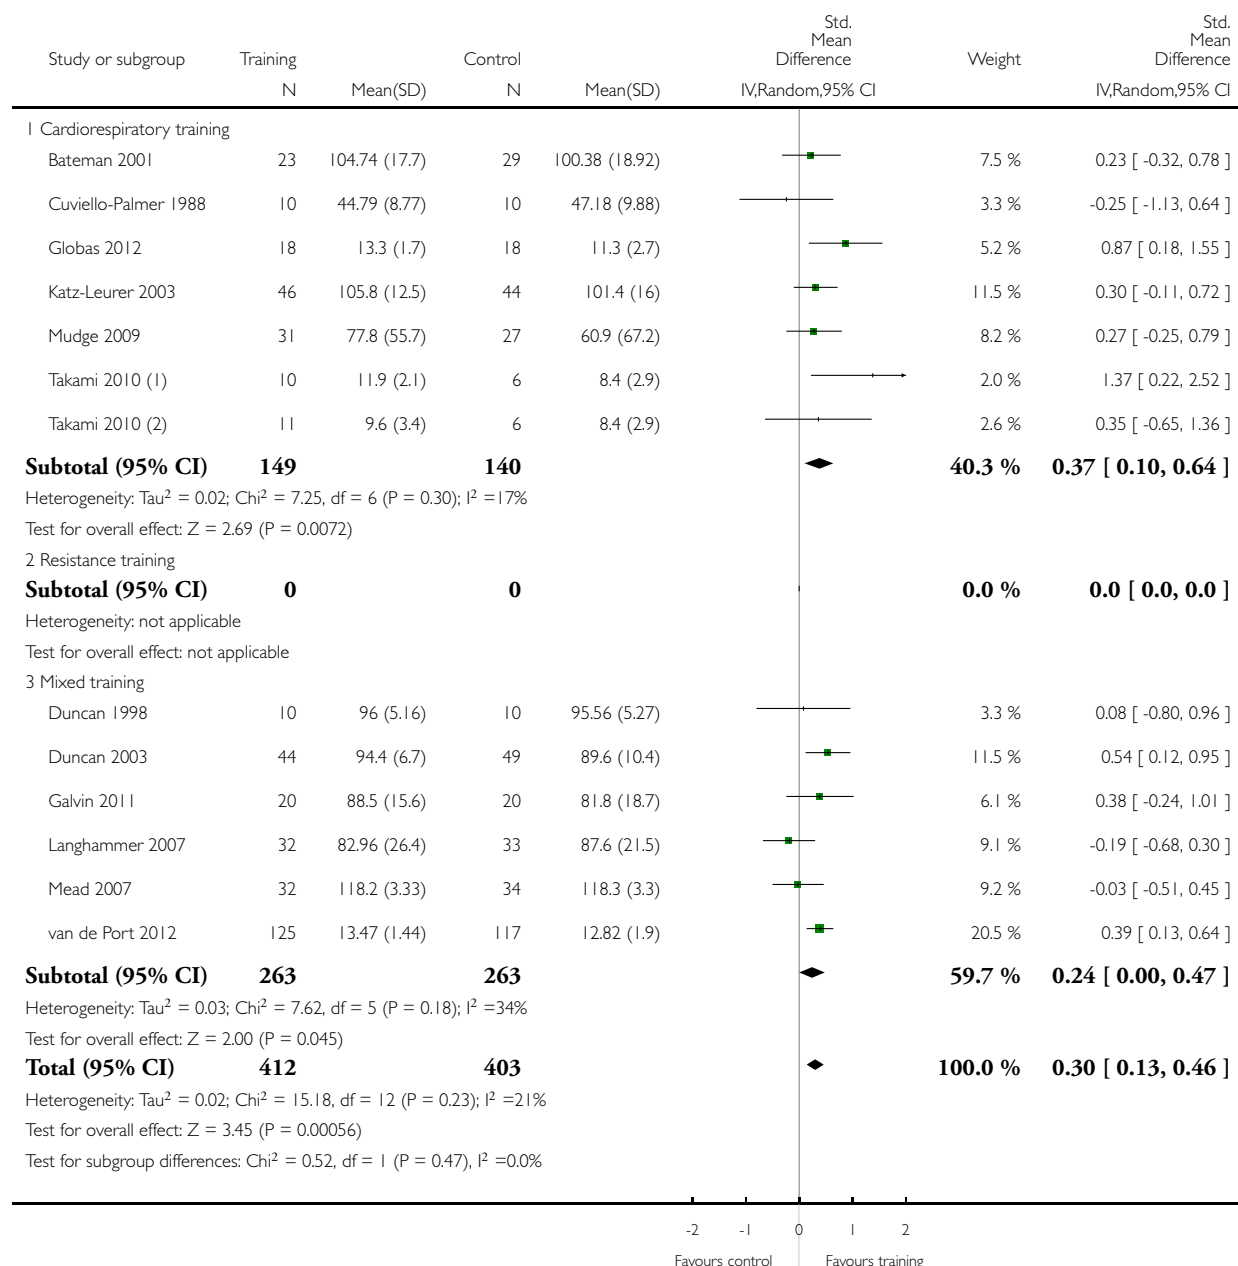 Std. Mean Difference Std. Mean Difference
Study or subgroup Training Control Weight
N Mean(SD) N Mean(SD) IV,Random,95% CI IV,Random,95% CI
1 Cardiorespiratory training
Bateman 2001 23 104.74 (17.7) 29 100.38 (18.92) 7.5 % 0.23 [ -0.32, 0.78 ]
Cuviello-Palmer 1988 10 44.79 (8.77) 10 47.18 (9.88) 3.3 % -0.25 [ -1.13, 0.64 ]
Globas 2012 18 13.3 (1.7) 18 11.3 (2.7) 5.2 % 0.87 [ 0.18, 1.55 ]
Katz-Leurer 2003 46 105.8 (12.5) 44 101.4 (16) 11.5 % 0.30 [ -0.11, 0.72 ]
Mudge 2009 31 77.8 (55.7) 27 60.9 (67.2) 8.2 % 0.27 [ -0.25, 0.79 ]
Takami 2010 (1) 10 11.9 (2.1) 6 8.4 (2.9) 2.0 % 1.37 [ 0.22, 2.52 ]
Takami 2010 (2) 11 9.6 (3.4) 6 8.4 (2.9) 2.6 % 0.35 [ -0.65, 1.36 ]
Subtotal (95% CI) 149 140 40.3 % 0.37 [ 0.10, 0.64 ]
Heterogeneity: Tau² = 0.02; Chi² = 7.25, df = 6 (P = 0.30); I² =17%
Test for overall effect: Z = 2.69 (P = 0.0072)
2 Resistance training
Subtotal (95% CI) 0 0 0.0 % 0.0 [ 0.0, 0.0 ]
Heterogeneity: not applicable
Test for overall effect: not applicable
3 Mixed training
Duncan 1998 10 96 (5.16) 10 95.56 (5.27) 3.3 % 0.08 [ -0.80, 0.96 ]
Duncan 2003 44 94.4 (6.7) 49 89.6 (10.4) 11.5 % 0.54 [ 0.12, 0.95 ]
Galvin 2011 20 88.5 (15.6) 20 81.8 (18.7) 6.1 % 0.38 [ -0.24, 1.01 ]
Langhammer 2007 32 82.96 (26.4) 33 87.6 (21.5) 9.1 % -0.19 [ -0.68, 0.30 ]
Mead 2007 32 118.2 (3.33) 34 118.3 (3.3) 9.2 % -0.03 [ -0.51, 0.45 ]
van de Port 2012 125 13.47 (1.44) 117 12.82 (1.9) 20.5 % 0.39 [ 0.13, 0.64 ]
Subtotal (95% CI) 263 263 59.7 % 0.24 [ 0.00, 0.47 ]
Heterogeneity: Tau² = 0.03; Chi² = 7.62, df = 5 (P = 0.18); I² =34%
Test for overall effect: Z = 2.00 (P = 0.045)
Total (95% CI) 412 403 100.0 % 0.30 [ 0.13, 0.46 ]
Heterogeneity: Tau² = 0.02; Chi² = 15.18, df = 12 (P = 0.23); I² =21%
Test for overall effect: Z = 3.45 (P = 0.00056)
Test for subgroup differences: Chi² = 0.52, df = 1 (P = 0.47), I² =0.0%
-2 -1 0 1 2
Favours control Favours training